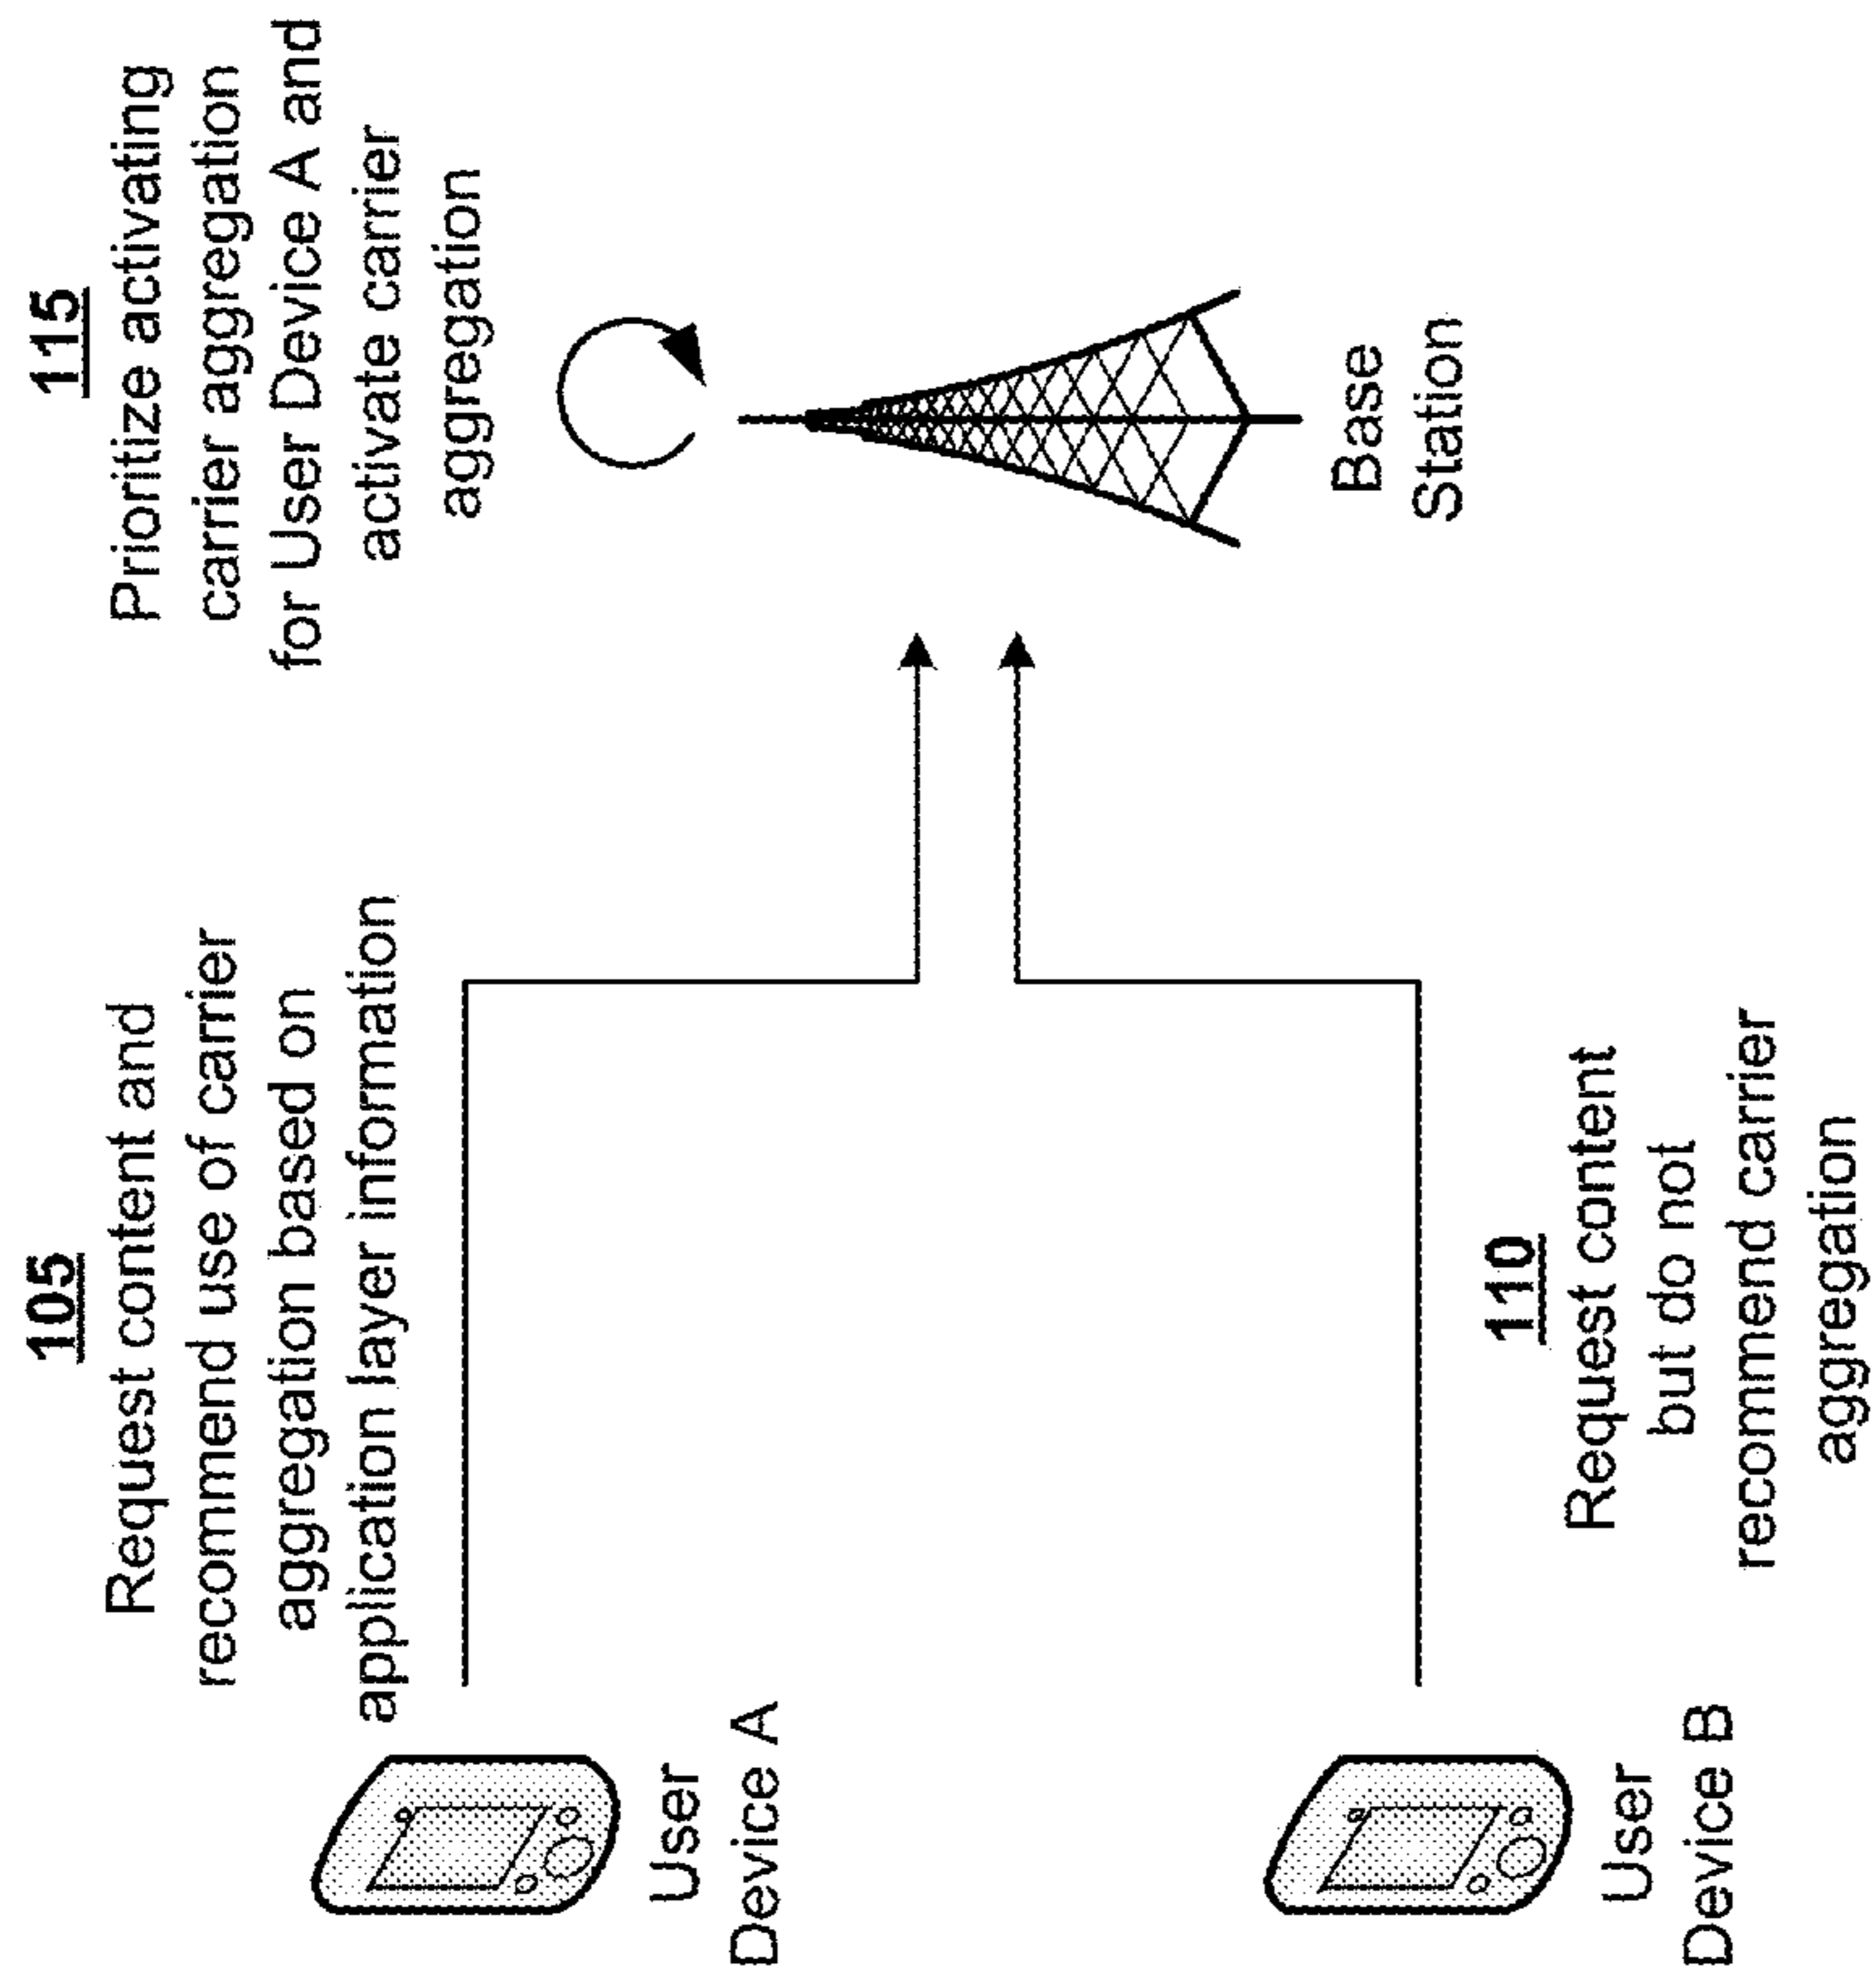 105
Request content and
recommend use of carrier
aggregation based on
application layer information
115
Prioritize activating
carrier aggregation
for User Device A and
activate carrier
aggregation
User
Device A
Base
Station
110
Request content
but do not
recommend carrier
aggregation
User
Device B